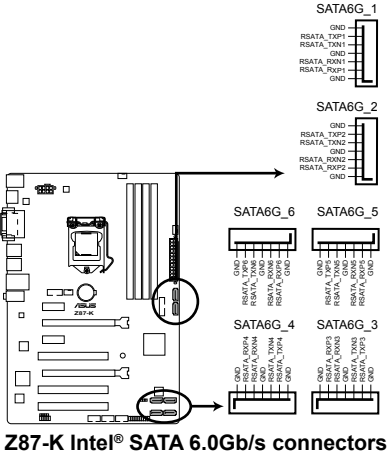 SATA6G_1
GND
RSATA_TXP1
RSATA_TXN1
GND
RSATA_RXN1
RSATA_RXP1
GND
SATA6G_2
GND
RSATA_TXP2
RSATA_TXN2
GND
RSATA_RXN2
RSATA_RXP2
GND
SATA6G_6
GND
RSATA_TXP6
RSATA_TXN6
GND
RSATA_RXN6
RSATA_RXP6
GND
SATA6G_5
GND
RSATA_TXP5
RSATA_TXN5
GND
RSATA_RXN5
RSATA_RXP5
GND
ASUS
Z87-K
SATA6G_4
GND
RSATA_RXP4
RSATA_RXN4
GND
RSATA_TXN4
RSATA_TXP4
GND
SATA6G_3
GND
RSATA_RXP3
RSATA_RXN3
GND
RSATA_TXN3
RSATA_TXP3
GND
Z87-K Intel® SATA 6.0Gb/s connectors